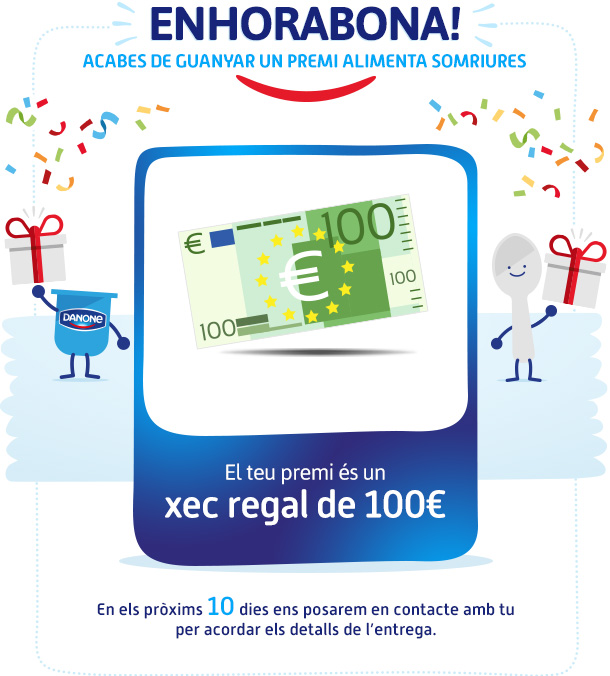 ENHORABONA!
ACABES DE GUANYAR UN PREMI ALIMENTA SOMRIURES
€
100
€
100
100
DANONE
El teu premi és un
xec regal de 100€
En els pròxims 10 dies ens posarem en contacte amb tu
per acordar els detalls de l'entrega.